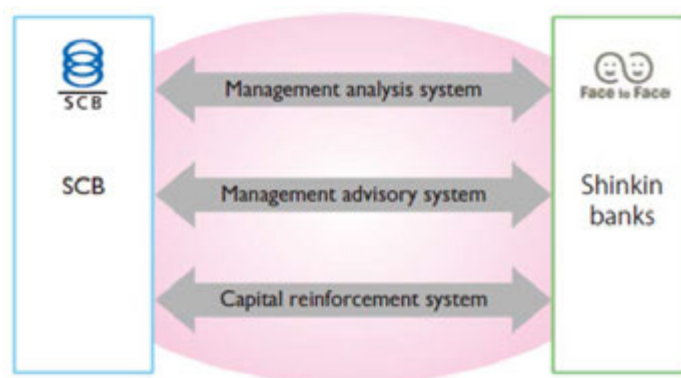 SCB
SCB
Management analysis system
Management advisory system
Capital reinforcement system
Face to Face
Shinkin
banks